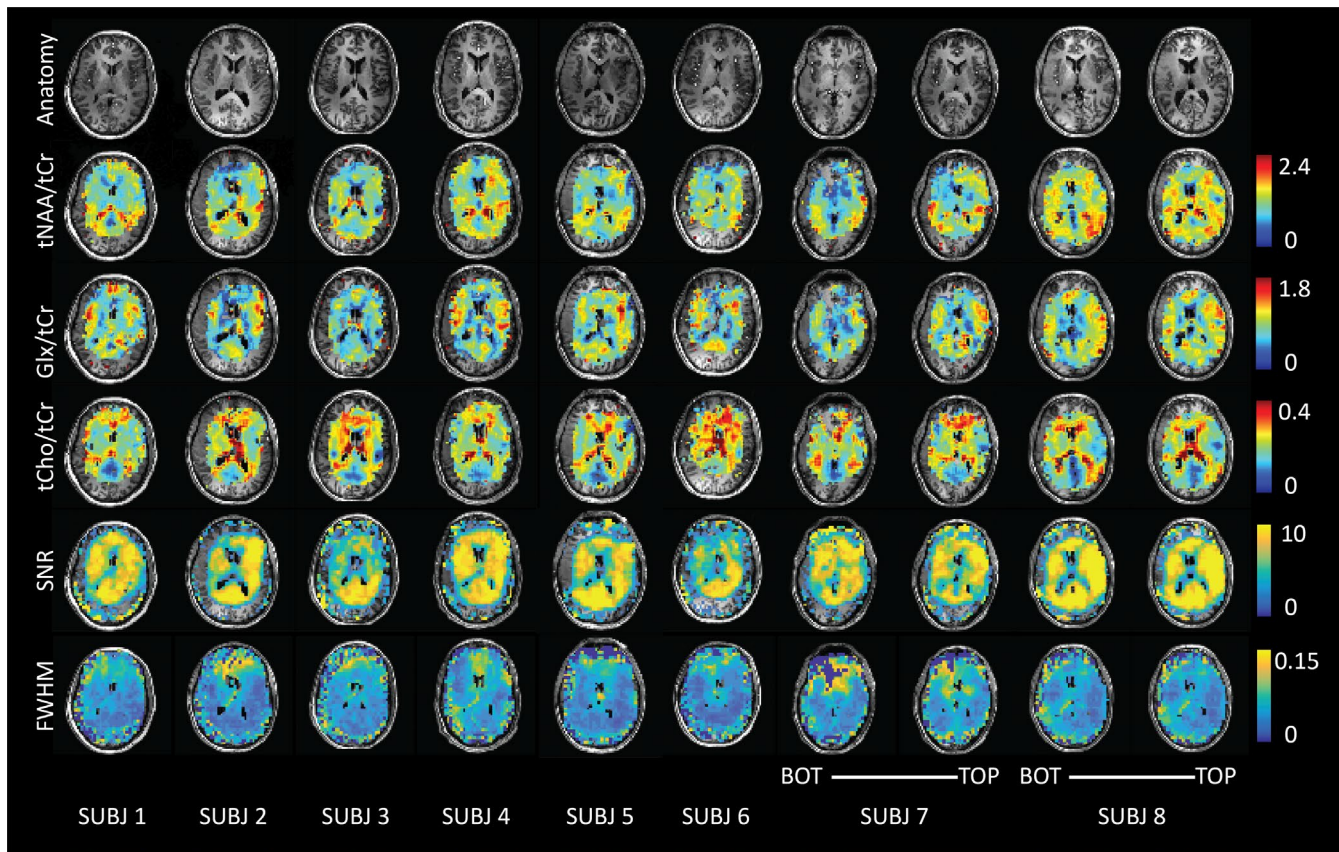 Anatomy
tNAA/tCr
2.4
0
Glx/tCr
1.8
0
tCho/tCr
0.4
0
SNR
10
0
FWHM
0.15
0
BOT TOP BOT TOP
SUBJ 1 SUBJ 2 SUBJ 3 SUBJ 4 SUBJ 5 SUBJ 6 SUBJ 7 SUBJ 8